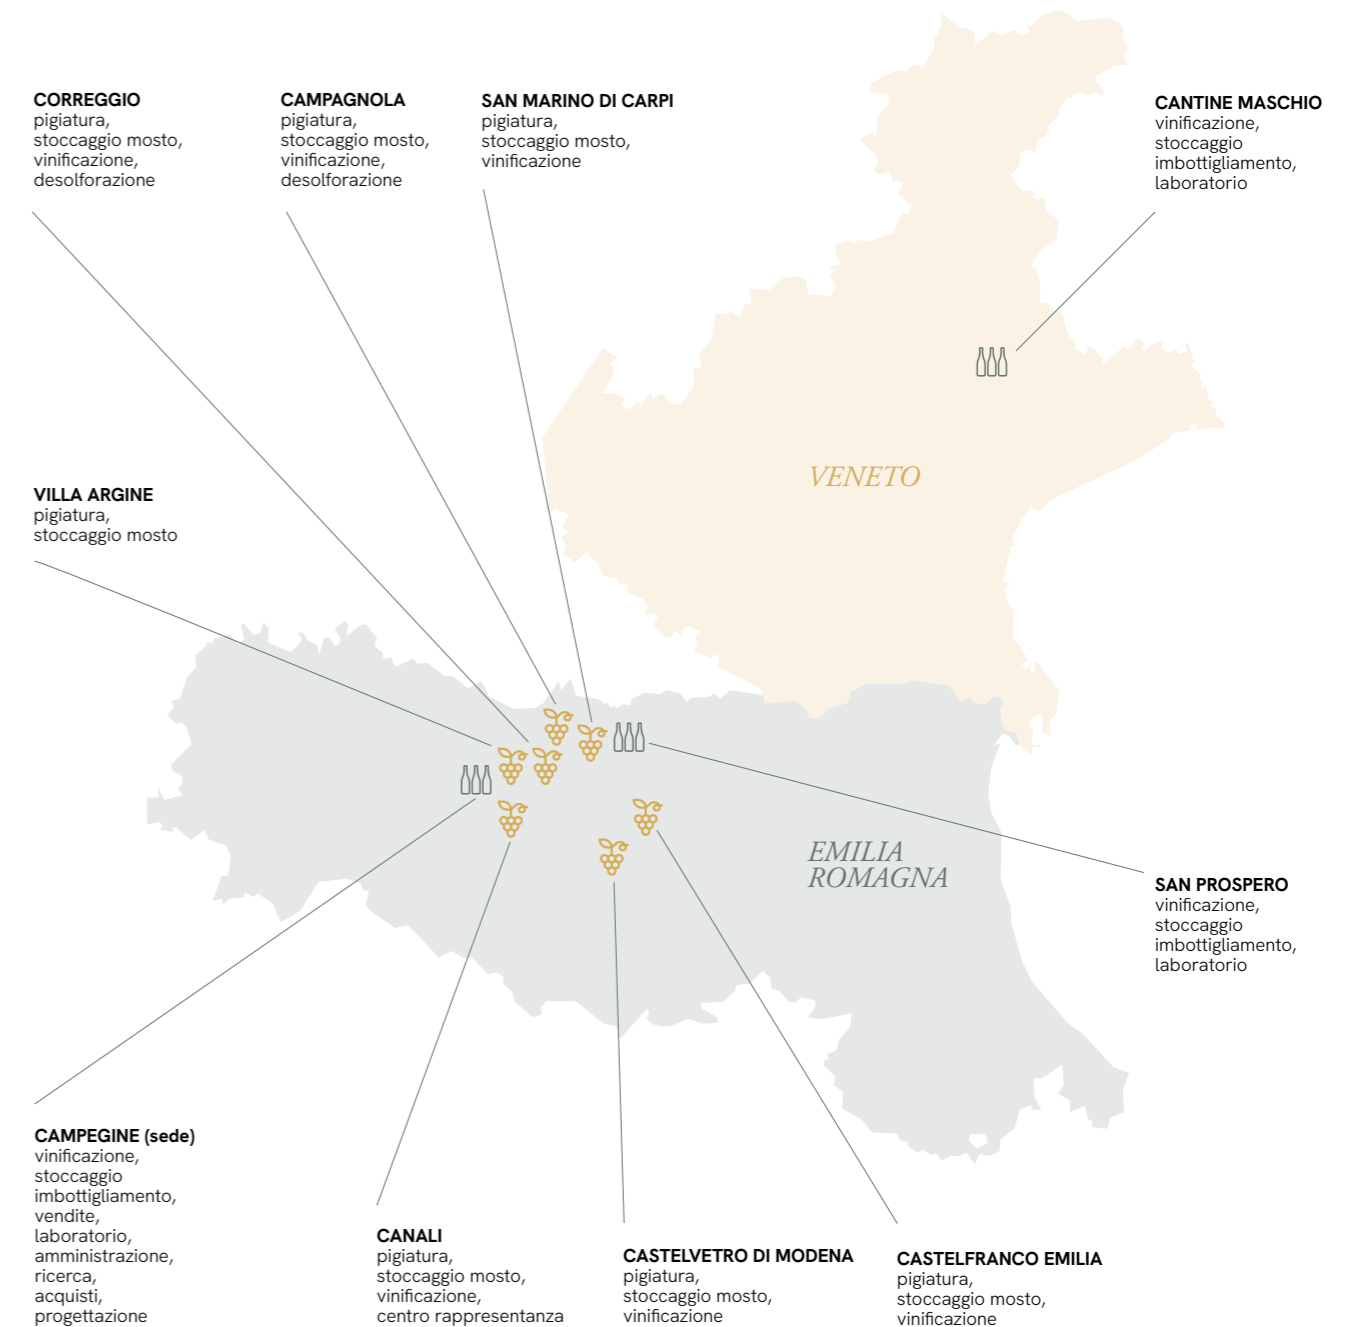 CORREGGIO
pigiatura,
stoccaggio mosto,
vinificazione,
desolforazione
CAMPAGNOLA
pigiatura,
stoccaggio mosto,
vinificazione,
desolforazione
SAN MARINO DI CARPI
pigiatura,
stoccaggio mosto,
vinificazione
CANTINE MASCHIO
vinificazione,
stoccaggio
imbottigliamento,
laboratorio
VENETO
VILLA ARGINE
pigiatura,
stoccaggio mosto
EMILIA
ROMAGNA
SAN PROSPERO
vinificazione,
stoccaggio
imbottigliamento,
laboratorio
CAMPEGINE (sede)
vinificazione,
stoccaggio
imbottigliamento,
vendite,
laboratorio,
amministrazione,
ricerca,
acquisti,
progettazione
CANALI
pigiatura,
stoccaggio mosto,
vinificazione,
centro rappresentanza
CASTELVETRO DI MODENA
pigiatura,
stoccaggio mosto,
vinificazione
CASTELFRANCO EMILIA
pigiatura,
stoccaggio mosto,
vinificazione